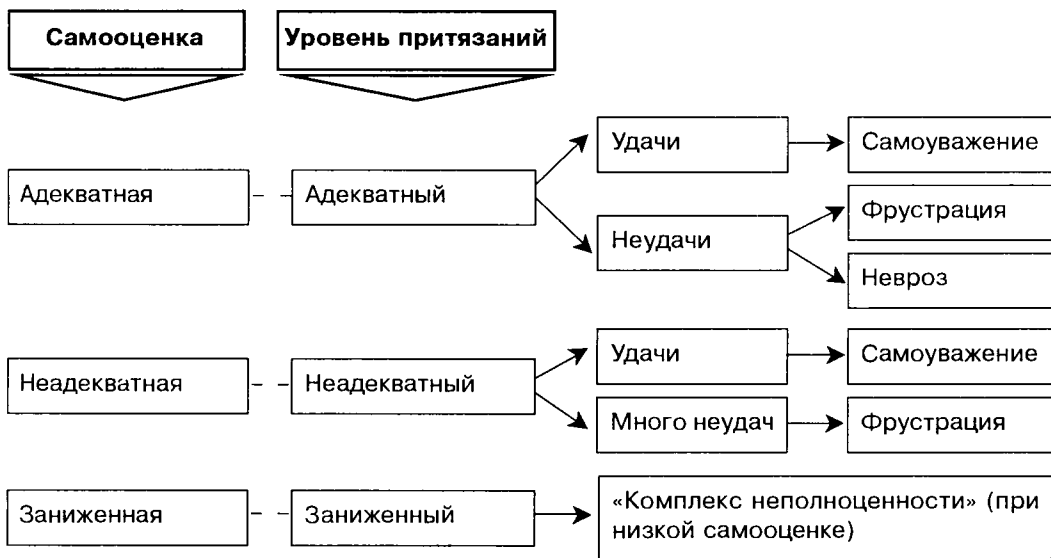 Самооценка
Уровень притязаний
Удачи
Самоуважение
Адекватная
Адекватный
Фрустрация
Неудачи
Невроз
Удачи
Самоуважение
Неадекватная
Неадекватный
Много неудач
Фрустрация
Заниженная
Заниженный
«Комплекс неполноценности» (при
низкой самооценке)